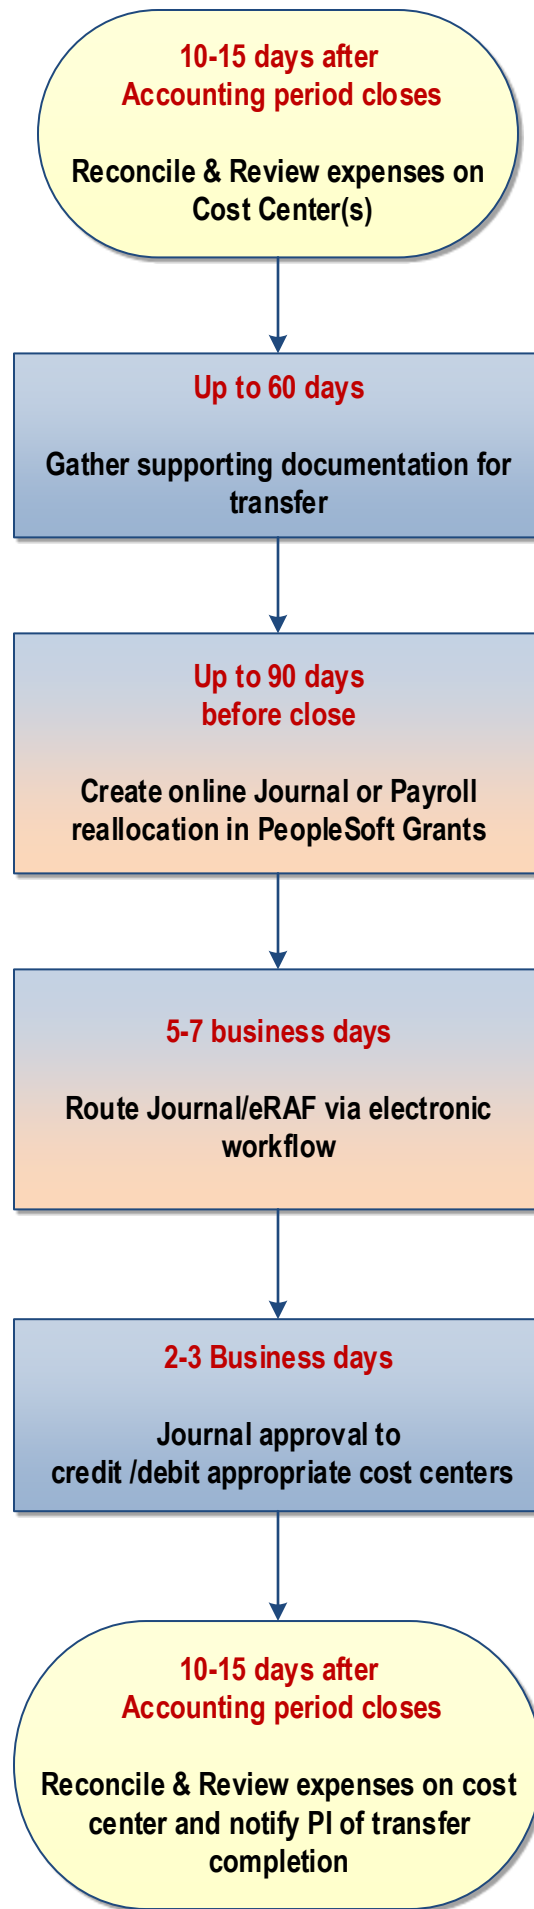 10-15 days after
Accounting period closes
Reconcile & Review expenses on
Cost Center(s)
Up to 60 days
Gather supporting documentation for
transfer
Up to 90 days
before close
Create online Journal or Payroll
reallocation in PeopleSoft Grants
5-7 business days
Route Journal/eRAF via electronic
workflow
2-3 Business days
Journal approval to
credit /debit appropriate cost centers
10-15 days after
Accounting period closes
Reconcile & Review expenses on cost
center and notify PI of transfer
completion